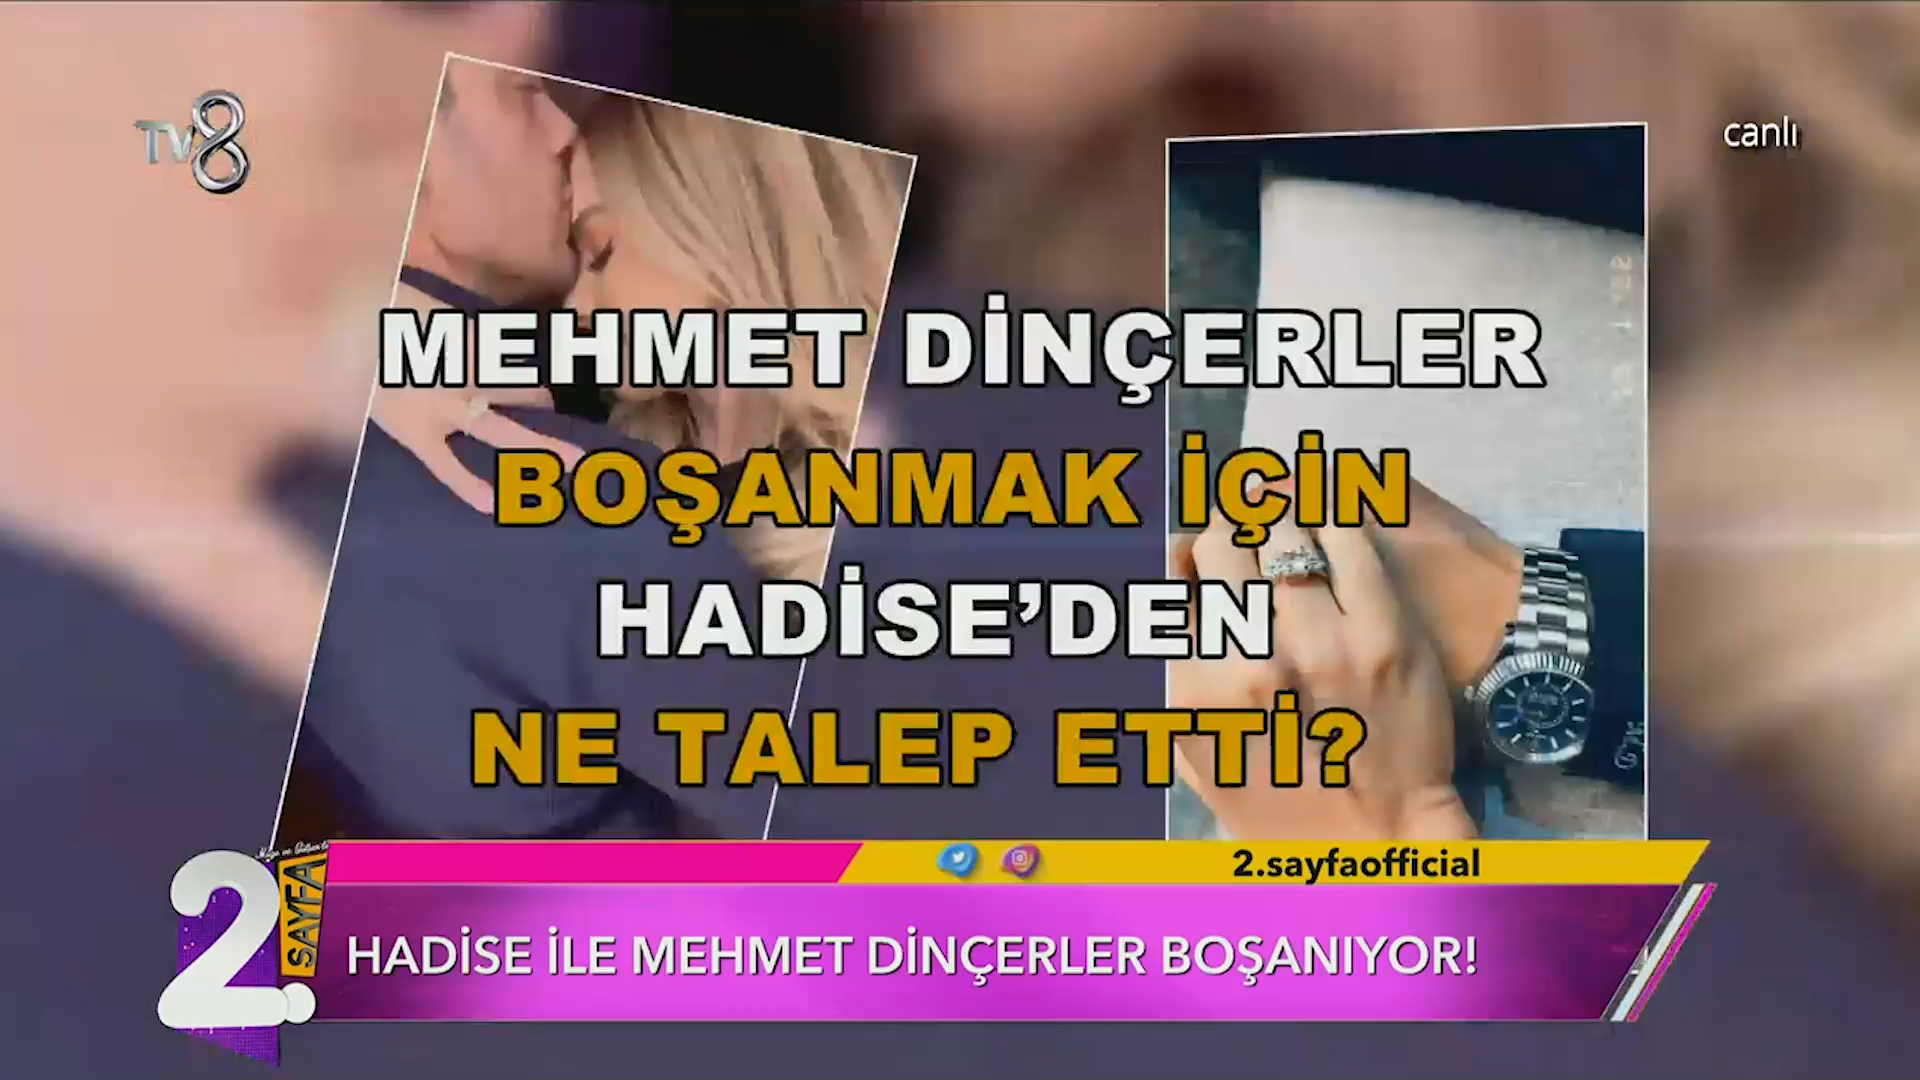 TV8
canlı
MEHMET DİNÇERLER
BOŞANMAK İÇİN
HADİSE'DEN
NE TALEP ETTİ?
2.sayfaofficial
2. SAYFA
HADİSE İLE MEHMET DİNÇERLER BOŞANIYOR!